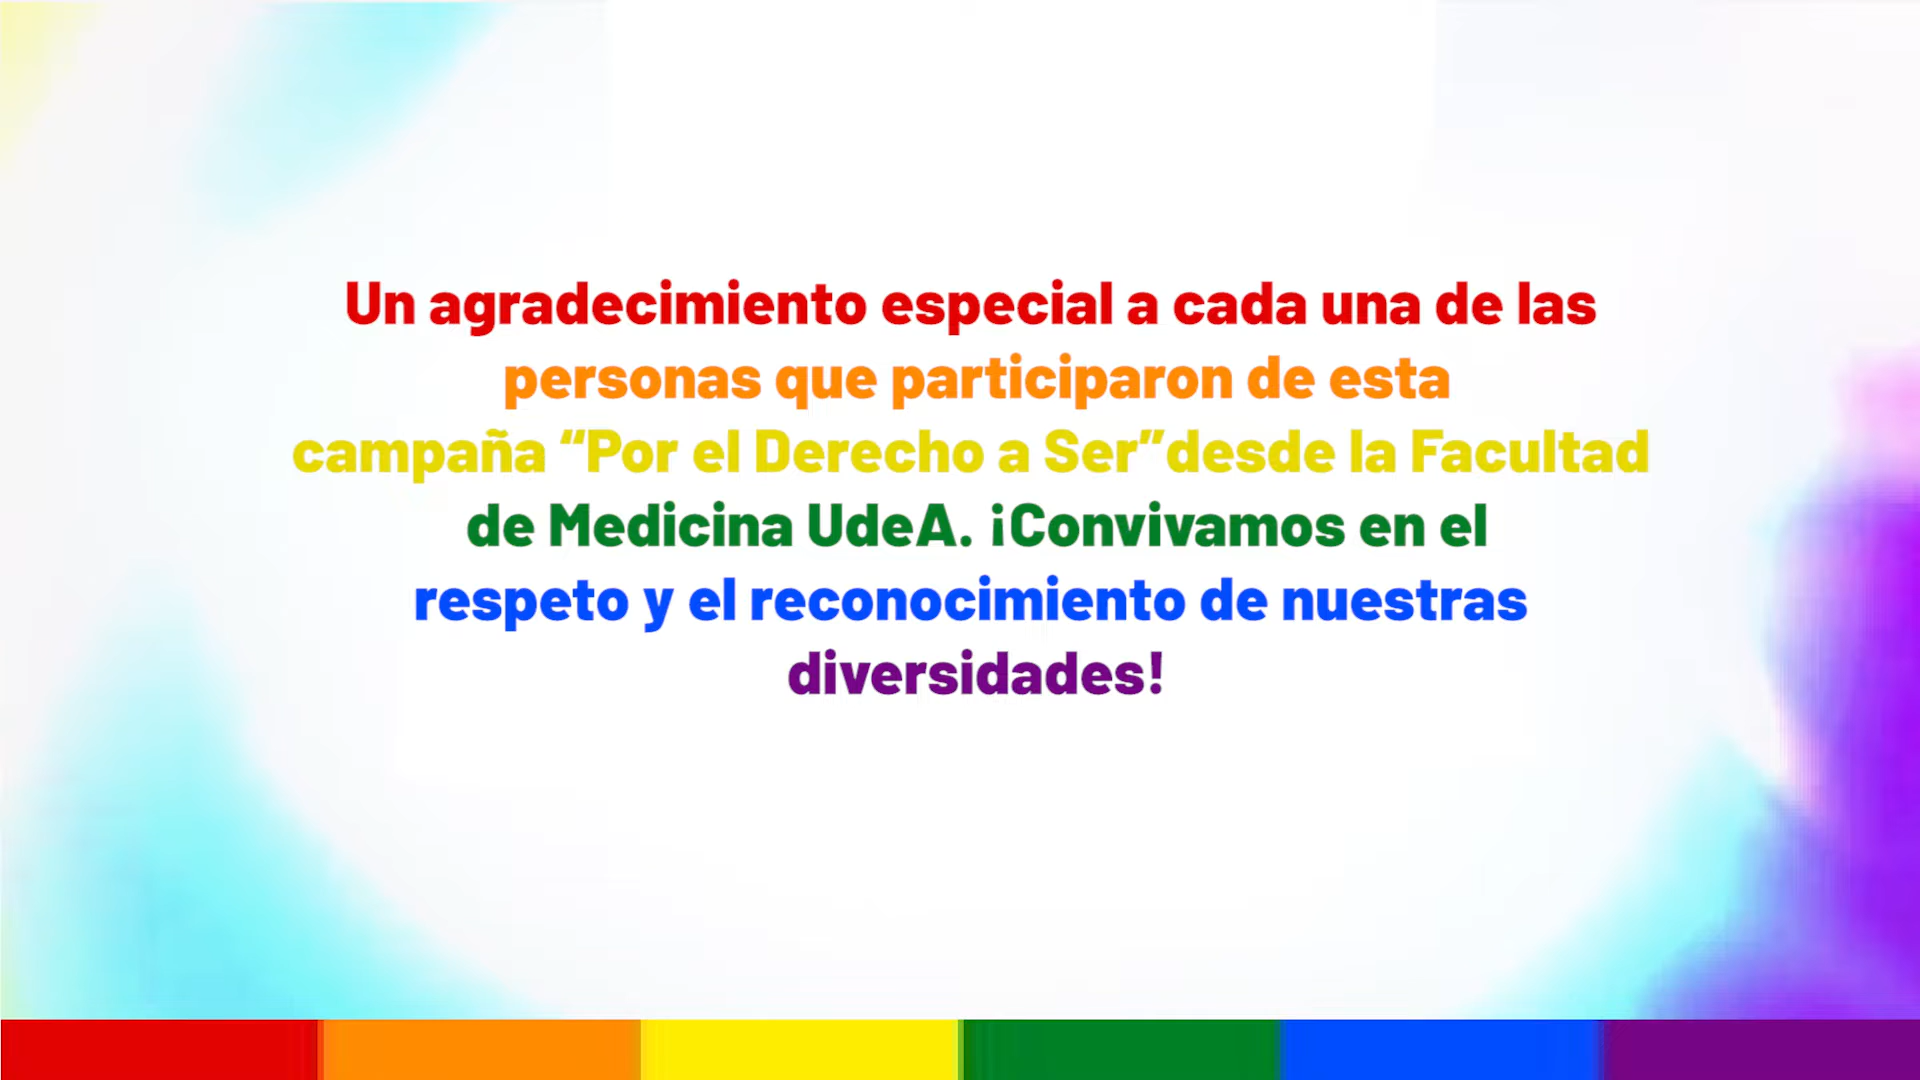 Un agradecimiento especial a cada una de las
personas que participaron de esta
campaña “Por el Derecho a Ser”desde la Facultad
de Medicina UdeA. ¡Convivamos en el
respeto y el reconocimiento de nuestras
diversidades!